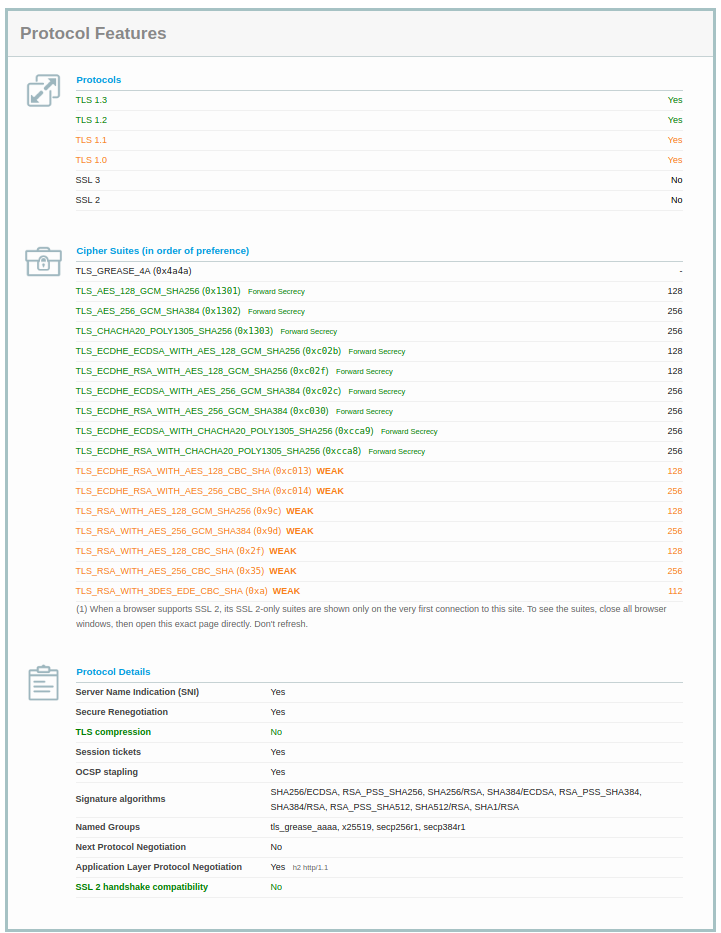 Protocol Features
Protocols
TLS 1.3 Yes
TLS 1.2 Yes
TLS 1.1 Yes
TLS 1.0 Yes
SSL 3 No
SSL 2 No
Cipher Suites (in order of preference)
TLS_GREASE_4A (0x4a4a) -
TLS_AES_128_GCM_SHA256 (0x1301) Forward Secrecy 128
TLS_AES_256_GCM_SHA384 (0x1302) Forward Secrecy 256
TLS_CHACHA20_POLY1305_SHA256 (0x1303) Forward Secrecy 256
TLS_ECDHE_ECDSA_WITH_AES_128_GCM_SHA256 (0xc02b) Forward Secrecy 128
TLS_ECDHE_RSA_WITH_AES_128_GCM_SHA256 (0xc02f) Forward Secrecy 128
TLS_ECDHE_ECDSA_WITH_AES_256_GCM_SHA384 (0xc02c) Forward Secrecy 256
TLS_ECDHE_RSA_WITH_AES_256_GCM_SHA384 (0xc030) Forward Secrecy 256
TLS_ECDHE_ECDSA_WITH_CHACHA20_POLY1305_SHA256 (0xcca9) Forward Secrecy 256
TLS_ECDHE_RSA_WITH_CHACHA20_POLY1305_SHA256 (0xcca8) Forward Secrecy 256
TLS_ECDHE_RSA_WITH_AES_128_CBC_SHA (0xc013) WEAK 128
TLS_ECDHE_RSA_WITH_AES_256_CBC_SHA (0xc014) WEAK 256
TLS_RSA_WITH_AES_128_GCM_SHA256 (0x9c) WEAK 128
TLS_RSA_WITH_AES_256_GCM_SHA384 (0x9d) WEAK 256
TLS_RSA_WITH_AES_128_CBC_SHA (0x2f) WEAK 128
TLS_RSA_WITH_AES_256_CBC_SHA (0x35) WEAK 256
TLS_RSA_WITH_3DES_EDE_CBC_SHA (0xa) WEAK 112
(1) When a browser supports SSL 2, its SSL 2-only suites are shown only on the very first connection to this site. To see the suites, close all browser
windows, then open this exact page directly. Don't refresh.
Protocol Details
Server Name Indication (SNI) Yes
Secure Renegotiation Yes
TLS compression No
Session tickets Yes
OCSP stapling Yes
Signature algorithms SHA256/ECDSA, RSA_PSS_SHA256, SHA256/RSA, SHA384/ECDSA, RSA_PSS_SHA384,
SHA384/RSA, RSA_PSS_SHA512, SHA512/RSA, SHA1/RSA
Named Groups tls_grease_aaaa, x25519, secp256r1, secp384r1
Next Protocol Negotiation No
Application Layer Protocol Negotiation Yes h2 http/1.1
SSL 2 handshake compatibility No